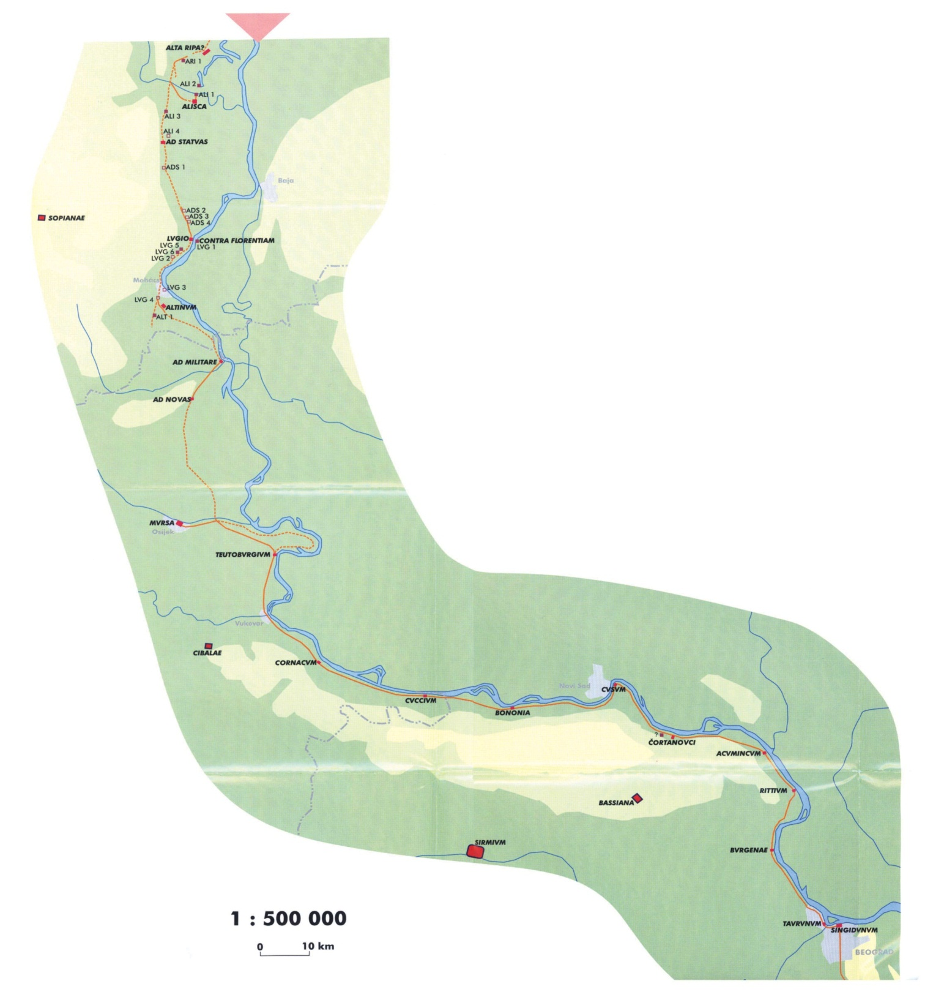 ALTA RIPA?
ARI 1
ALI 2
ALI 1
ALISCA
ALI 3
ALI 4
AD STATVAS
ADS 1
Baja
ADS 2
ADS 3
ADS 4
SOPIANAE
LVGIO
CONTRA FLORENTIAM
LVG 5
LVG 1
LVG 6
LVG 2
Mohács
LVG 3
LVG 4
ALTINVM
ALT 1
AD MILITARE
AD NOVAS
MVRSA
Osijek
TEUTOBVRGIVM
Vukovar
CIBALAE
CORNACVM
Novi Sad
CVSVM
CVCCIVM
BONONIA
?
ČORTANOVCI
ACVMINCVM
RITTIVM
BASSIANA
SIRMIVM
BVRGENAE
1 : 500 000
TAVRVNVM
SINGIDVNVM
0 10 km
BEOGRAD